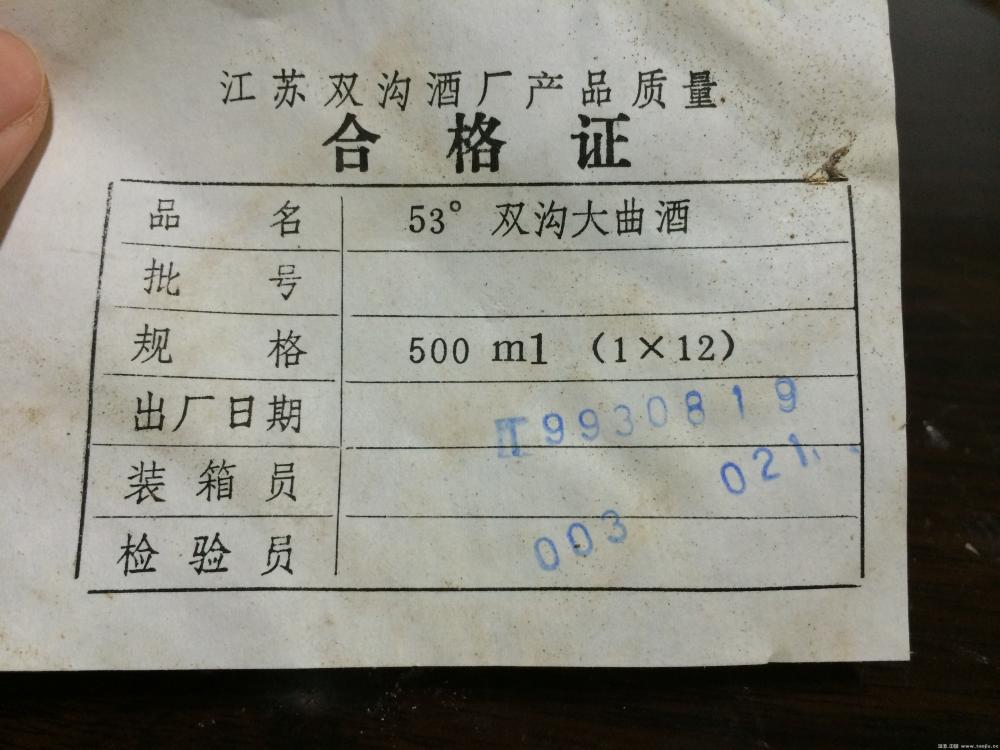 江苏双沟酒厂产品质量
合格证
品名 53° 双沟大曲酒
批号
规格 500 ml (1×12)
出厂日期 9930819
装箱员 021
检验员 003